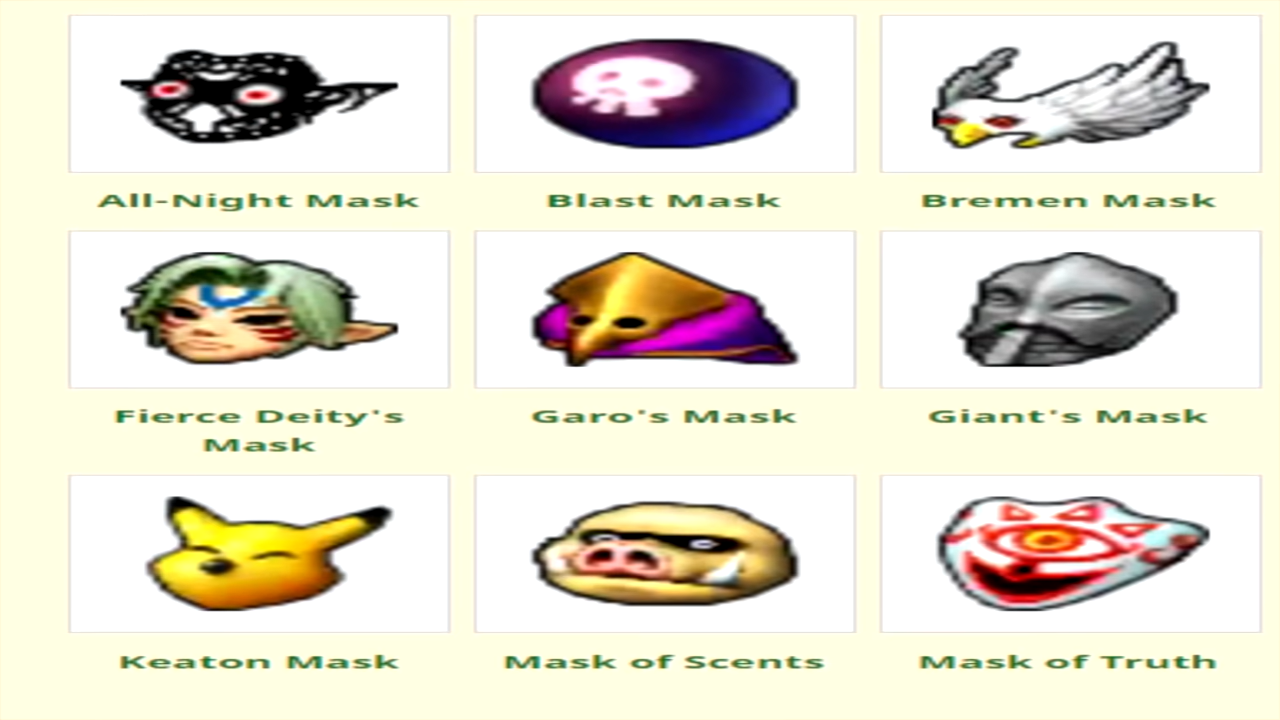 All-Night Mask
Blast Mask
Bremen Mask
Fierce Deity's
Mask
Garo's Mask
Giant's Mask
Keaton Mask
Mask of Scents
Mask of Truth